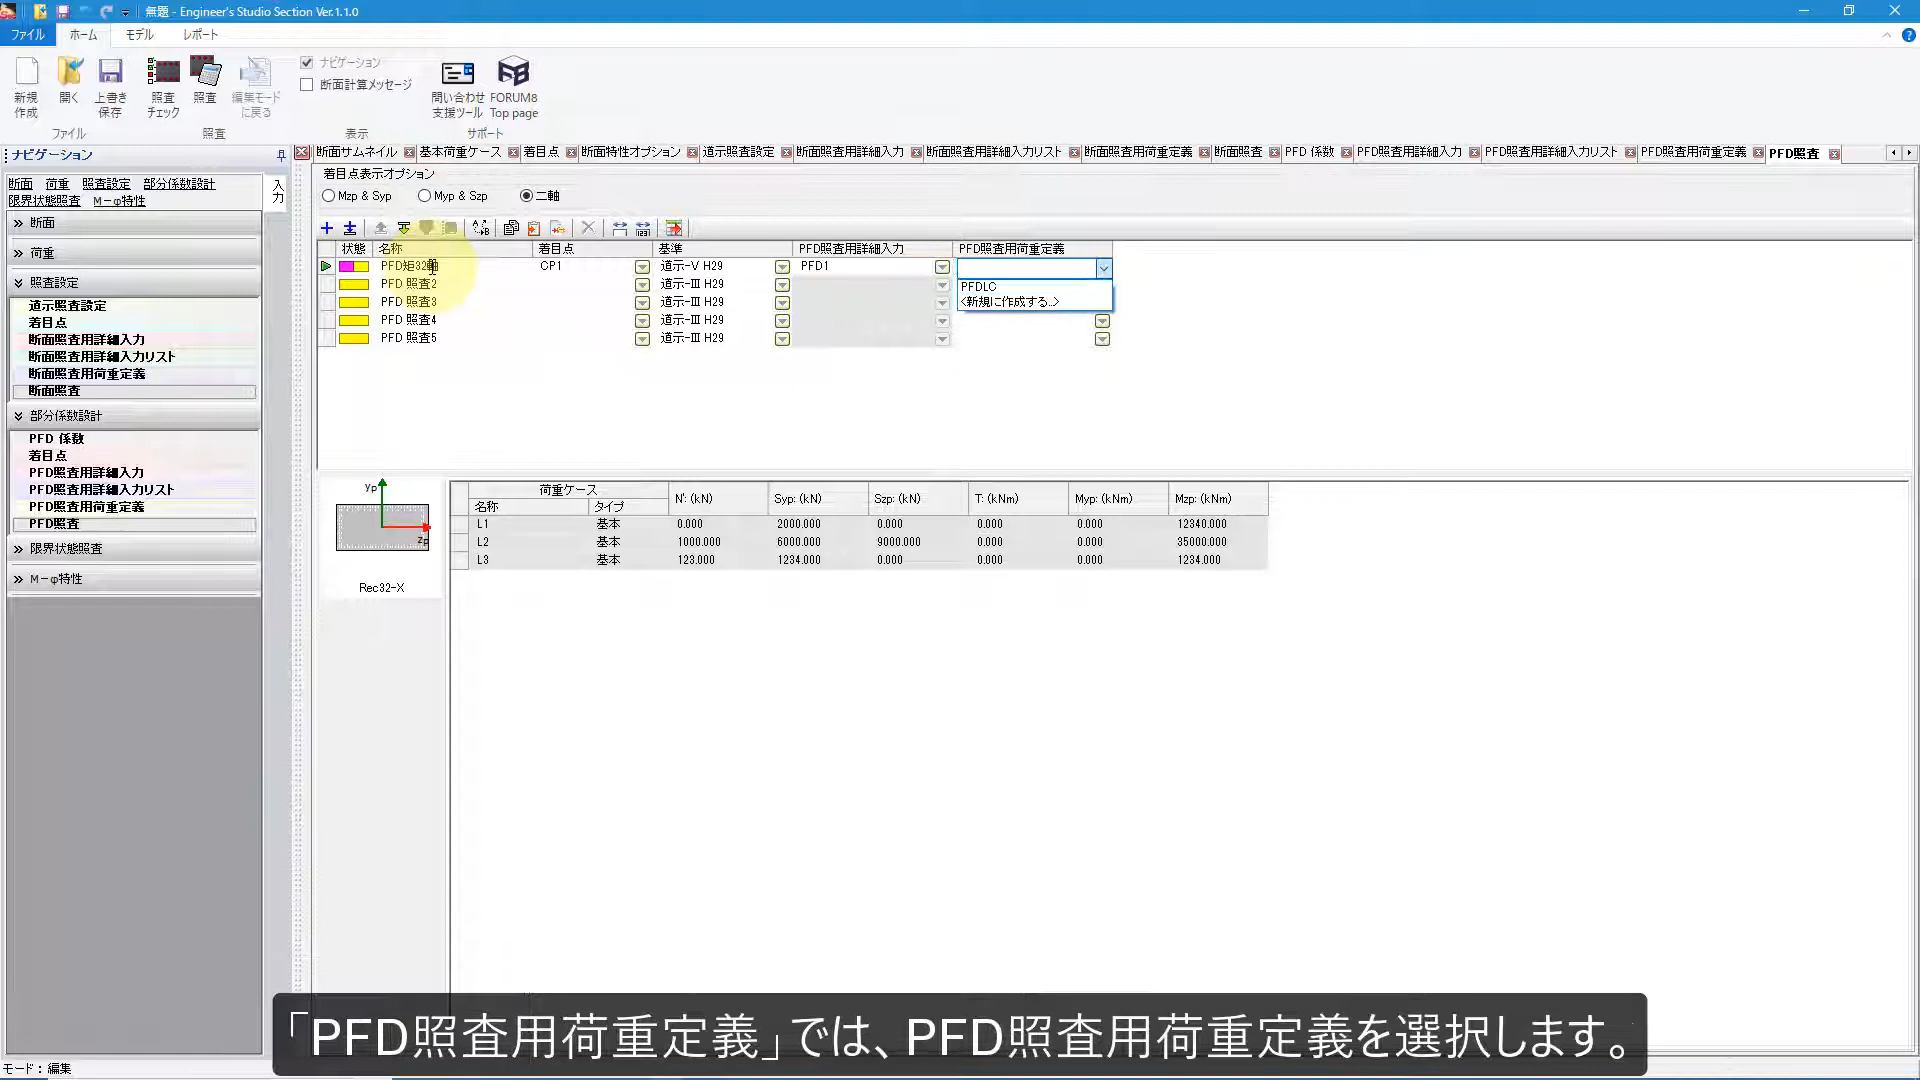 無題 - Engineer's Studio Section Ver.1.1.0
ファイル ホーム モデル レポート
新規作成 開く 上書き保存 照査チェック 照査 編集モードに戻る
ナビゲーション
断面計算メッセージ
問い合わせ支援ツール FORUM8 Top page
ファイル 照査 表示 サポート
ナビゲーション
断面サムネイル 基本荷重ケース 着目点 断面特性オプション 道示照査設定 断面照査用詳細入力 断面照査用詳細入力リスト 断面照査用荷重定義 断面照査 PFD 係数 PFD照査用詳細入力 PFD照査用詳細入力リスト PFD照査用荷重定義 PFD照査
断面 荷重 照査設定 部分係数設計
限界状態照査 M－φ特性
入力
断面
荷重
照査設定
道示照査設定
着目点
断面照査用詳細入力
断面照査用詳細入力リスト
断面照査用荷重定義
断面照査
部分係数設計
PFD 係数
着目点
PFD照査用詳細入力
PFD照査用詳細入力リスト
PFD照査用荷重定義
PFD照査
限界状態照査
M－φ特性
着目点表示オプション
Mzp & Syp Myp & Szp 二軸
状態 名称 着目点 基準 PFD照査用詳細入力 PFD照査用荷重定義
PFD矩32軸 CP1 道示-Ⅴ H29 PFD1
PFD 照査2 道示-Ⅲ H29
PFD 照査3 道示-Ⅲ H29
PFD 照査4 道示-Ⅲ H29
PFD 照査5 道示-Ⅲ H29
PFDLC
<新規に作成する..>
yp
zp
Rec32-X
荷重ケース N': (kN) Syp: (kN) Szp: (kN) T: (kNm) Myp: (kNm) Mzp: (kNm)
名称 タイプ
L1 基本 0.000 2000.000 0.000 0.000 0.000 12340.000
L2 基本 1000.000 6000.000 9000.000 0.000 0.000 35000.000
L3 基本 123.000 1234.000 0.000 0.000 0.000 1234.000
「PFD照査用荷重定義」では、PFD照査用荷重定義を選択します。
モード : 編集